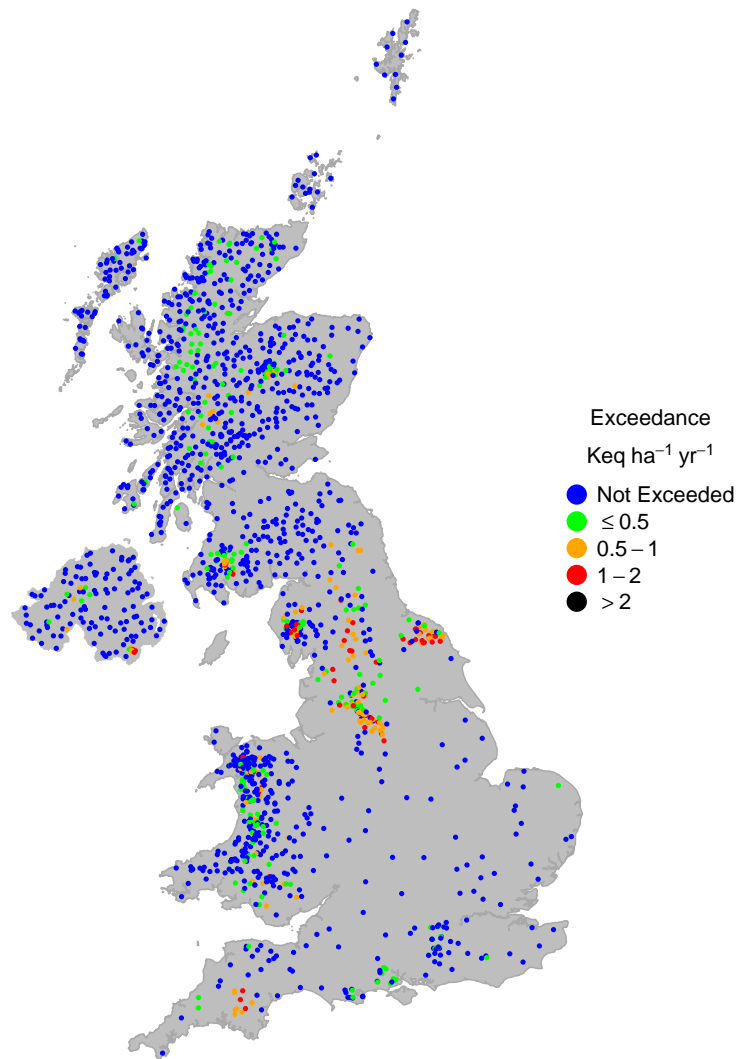 Exceedance
Keq ha⁻¹ yr⁻¹
Not Exceeded
≤ 0.5
0.5 − 1
1 − 2
> 2